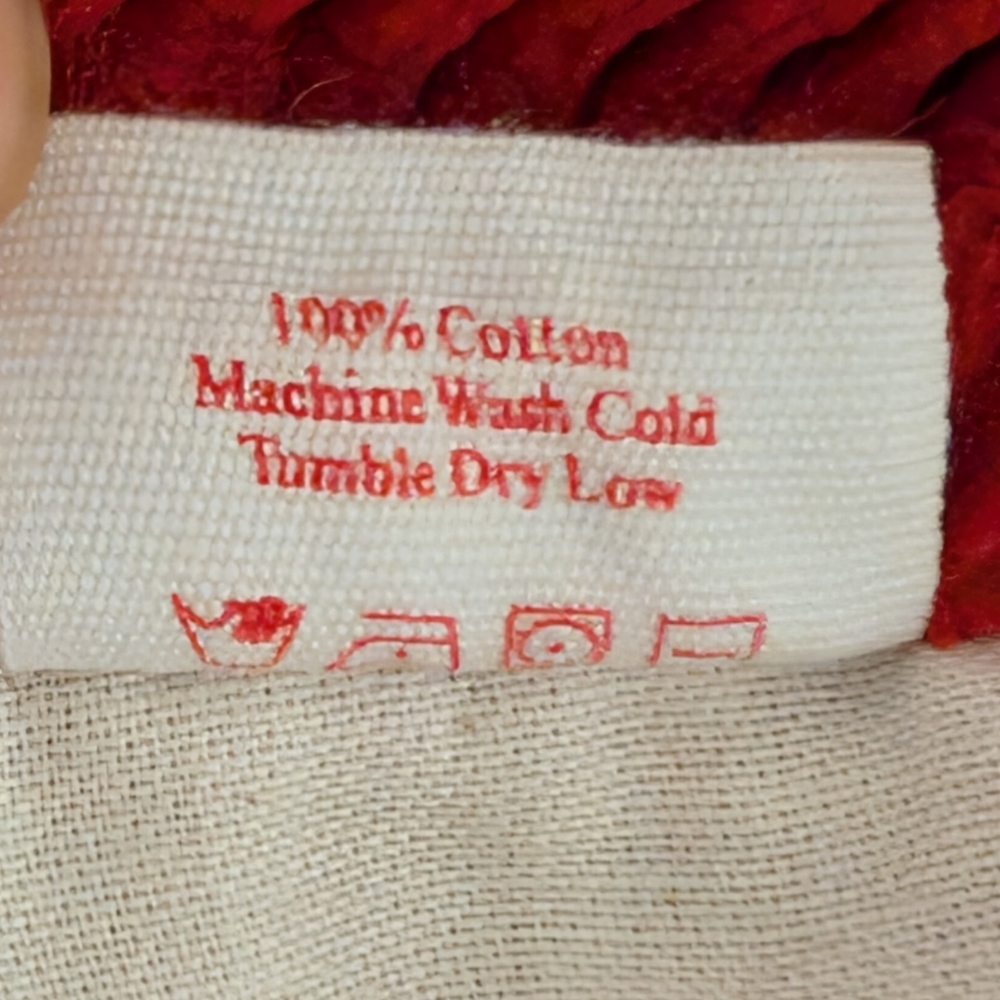 100% Cotton
Machine Wash Cold
Tumble Dry Low